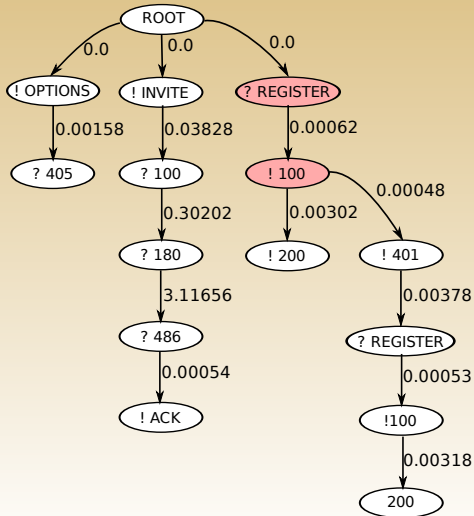 ROOT
0.0 0.0 0.0
! OPTIONS ! INVITE ? REGISTER
0.00158 0.03828 0.00062
? 405 ? 100 ! 100
0.00048
0.30202 0.00302
? 180 ! 200 ! 401
3.11656 0.00378
? 486 ? REGISTER
0.00054 0.00053
! ACK !100
0.00318
200